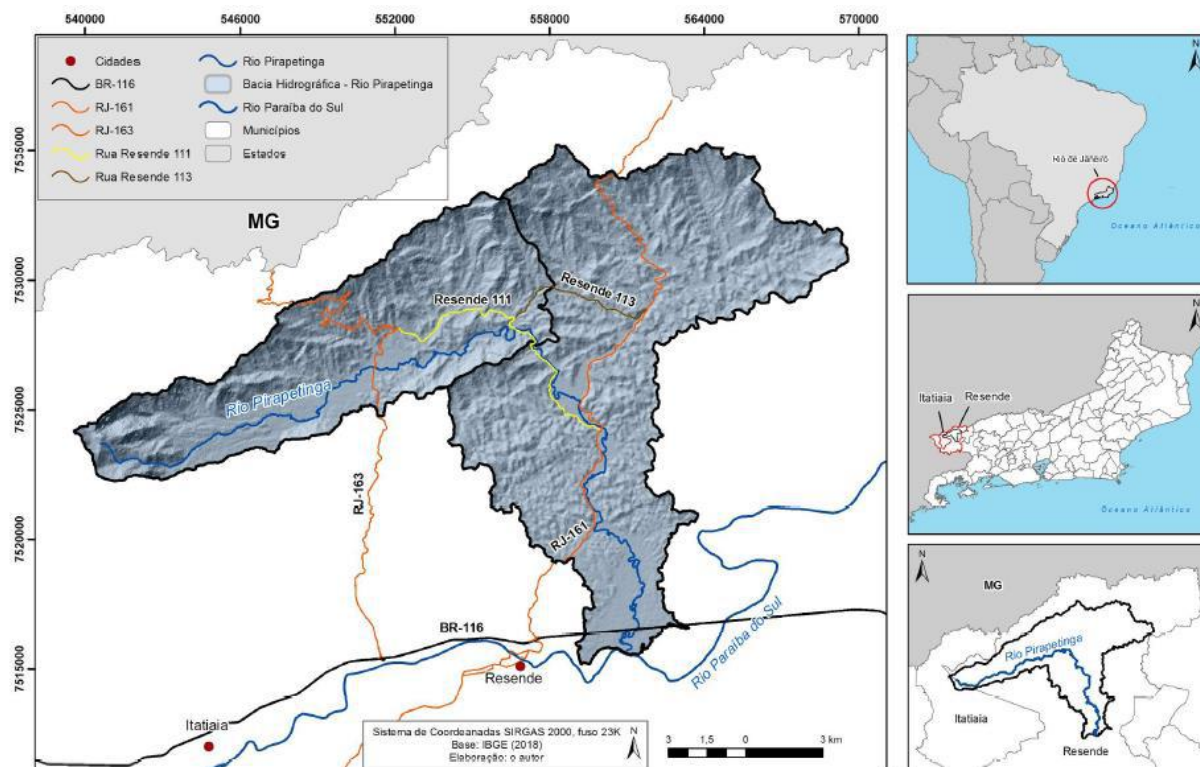 540000
546000
552000
558000
564000
570000
Cidades
BR-116
RJ-161
RJ-163
Rua Resende 111
Rua Resende 113
Rio Pirapetinga
Bacia Hidrográfica - Rio Pirapetinga
Rio Paraíba do Sul
Municípios
Estados
7535000
7530000
7525000
7520000
7515000
MG
Resende 111
Resende 113
Rio Pirapetinga
RJ-163
RJ-161
BR-116
Rio Paraíba do Sul
Resende
Itatiaia
Sistema de Coordeanadas SIRGAS 2000, fuso 23K
Base: IBGE (2018)
Elaboração: o autor
N
3 1,5 0 3 km
N
Rio de Janeiro
Oceano Atlântico
N
Itatiaia
Resende
Oceano Atlântico
N
MG
Rio Pirapetinga
Itatiaia
Resende